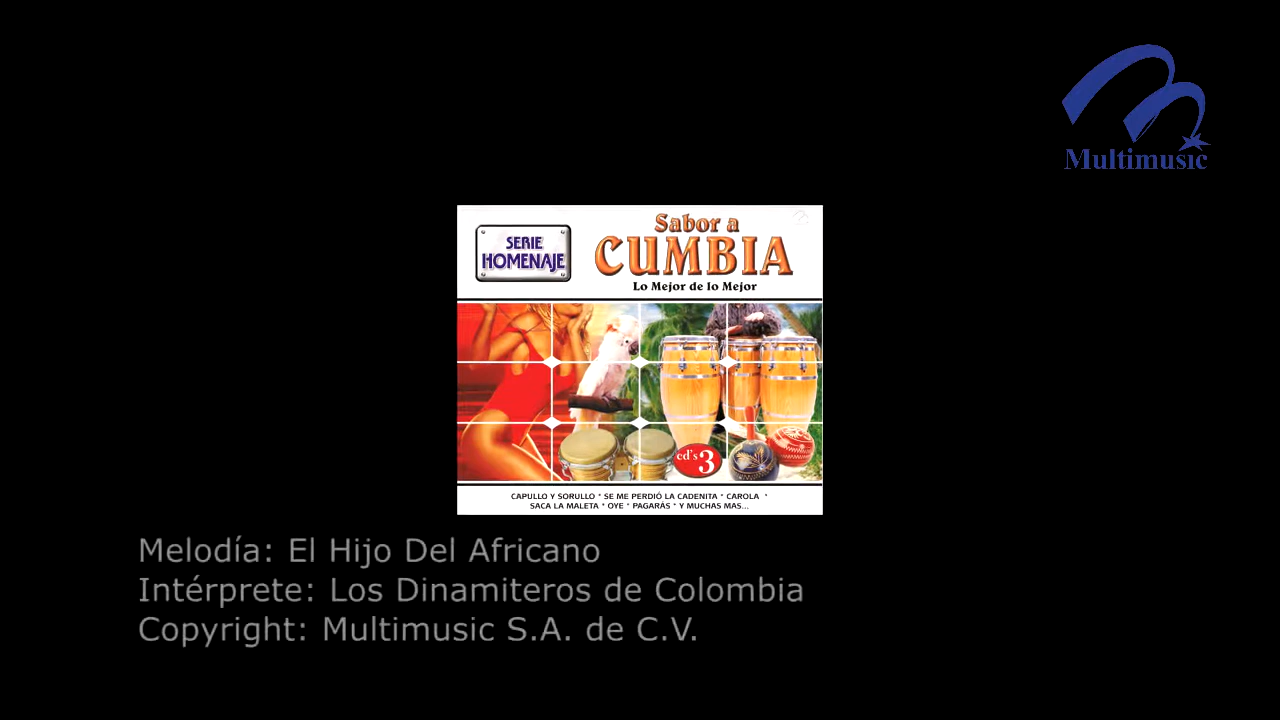 Multimusic
SERIE
HOMENAJE
Sabor a
CUMBIA
Lo Mejor de lo Mejor
cd's 3
CAPULLO Y SORULLO * SE ME PERDIÓ LA CADENITA * CAROLA *
SACA LA MALETA * OYE * PAGARÁS * Y MUCHAS MAS...
Melodía: El Hijo Del Africano
Intérprete: Los Dinamiteros de Colombia
Copyright: Multimusic S.A. de C.V.